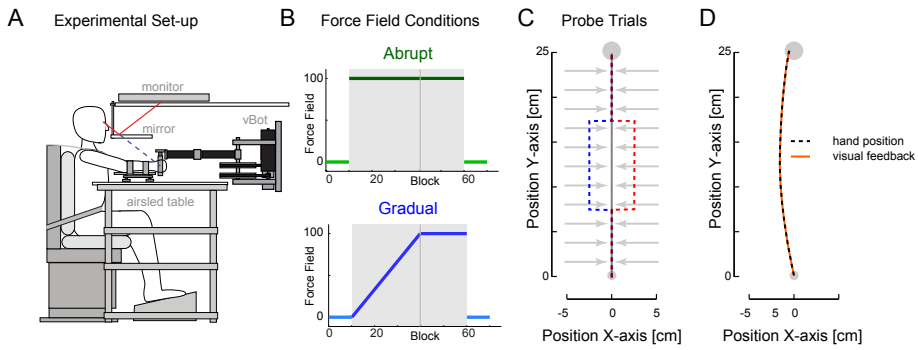 A Experimental Set-up
monitor
mirror
vBot
airsled table
B Force Field Conditions
Abrupt
Force Field
100
0
0 20 60
Block
Gradual
Force Field
100
0
0 20 40 60
Block
C Probe Trials
Position Y-axis [cm]
25
0
-5 0 5
Position X-axis [cm]
D
Position Y-axis [cm]
25
0
hand position
visual feedback
-5 5 0 5
Position X-axis [cm]